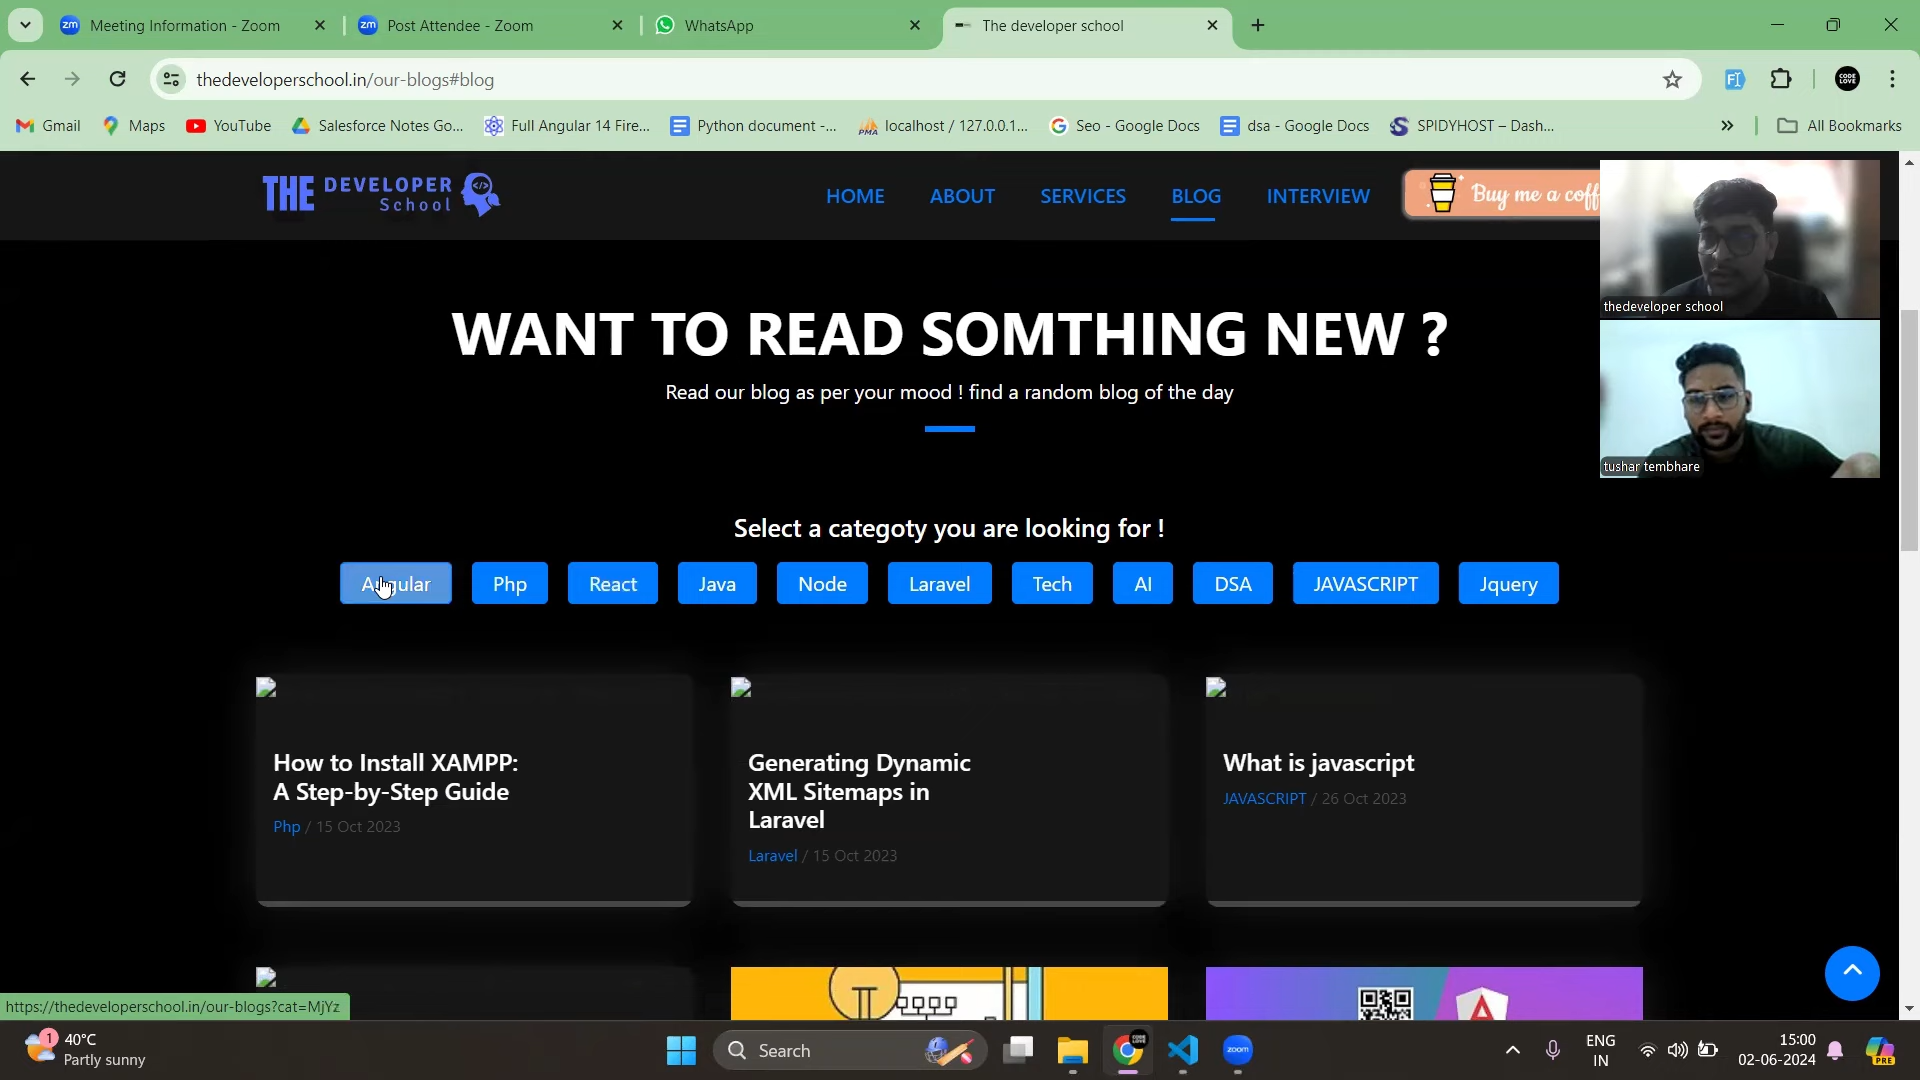 Meeting Information - Zoom
Post Attendee - Zoom
WhatsApp
The developer school
thedeveloperschool.in/our-blogs#blog
Gmail
Maps
YouTube
Salesforce Notes Go...
Full Angular 14 Fire...
Python document -...
localhost / 127.0.0.1...
Seo - Google Docs
dsa - Google Docs
SPIDYHOST – Dash...
All Bookmarks
THE DEVELOPER School
HOME
ABOUT
SERVICES
BLOG
INTERVIEW
Buy me a coff
thedeveloper school
tushar tembhare
WANT TO READ SOMTHING NEW ?
Read our blog as per your mood ! find a random blog of the day
Select a categoty you are looking for !
Angular
Php
React
Java
Node
Laravel
Tech
AI
DSA
JAVASCRIPT
Jquery
How to Install XAMPP:
A Step-by-Step Guide
Php / 15 Oct 2023
Generating Dynamic
XML Sitemaps in
Laravel
Laravel / 15 Oct 2023
What is javascript
JAVASCRIPT / 26 Oct 2023
https://thedeveloperschool.in/our-blogs?cat=MjYz
1
40°C
Partly sunny
Search
zoom
ENG
IN
15:00
02-06-2024
PRE